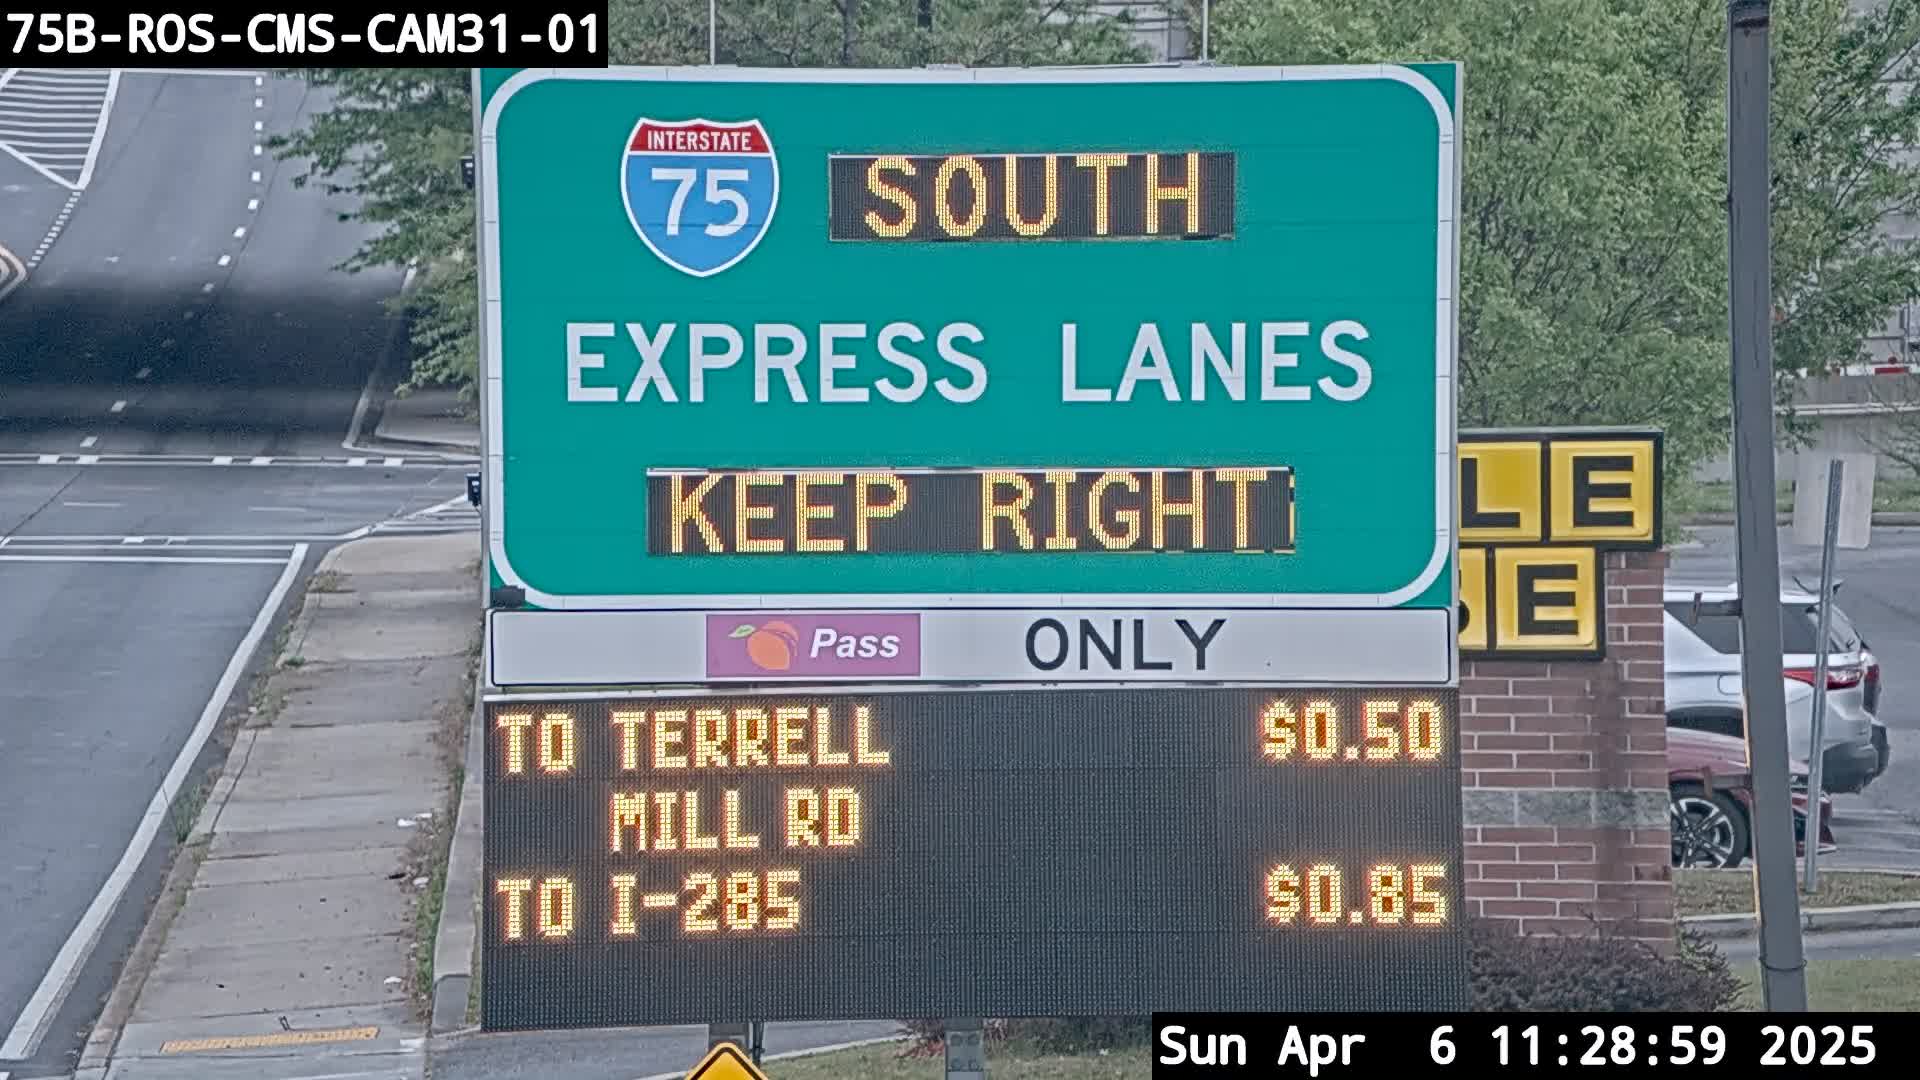 75B-ROS-CMS-CAM31-01
INTERSTATE
75
SOUTH
EXPRESS LANES
KEEP RIGHT
Pass ONLY
TO TERRELL $0.50
MILL RD
TO I-285 $0.85
LE
E
Sun Apr 6 11:28:59 2025